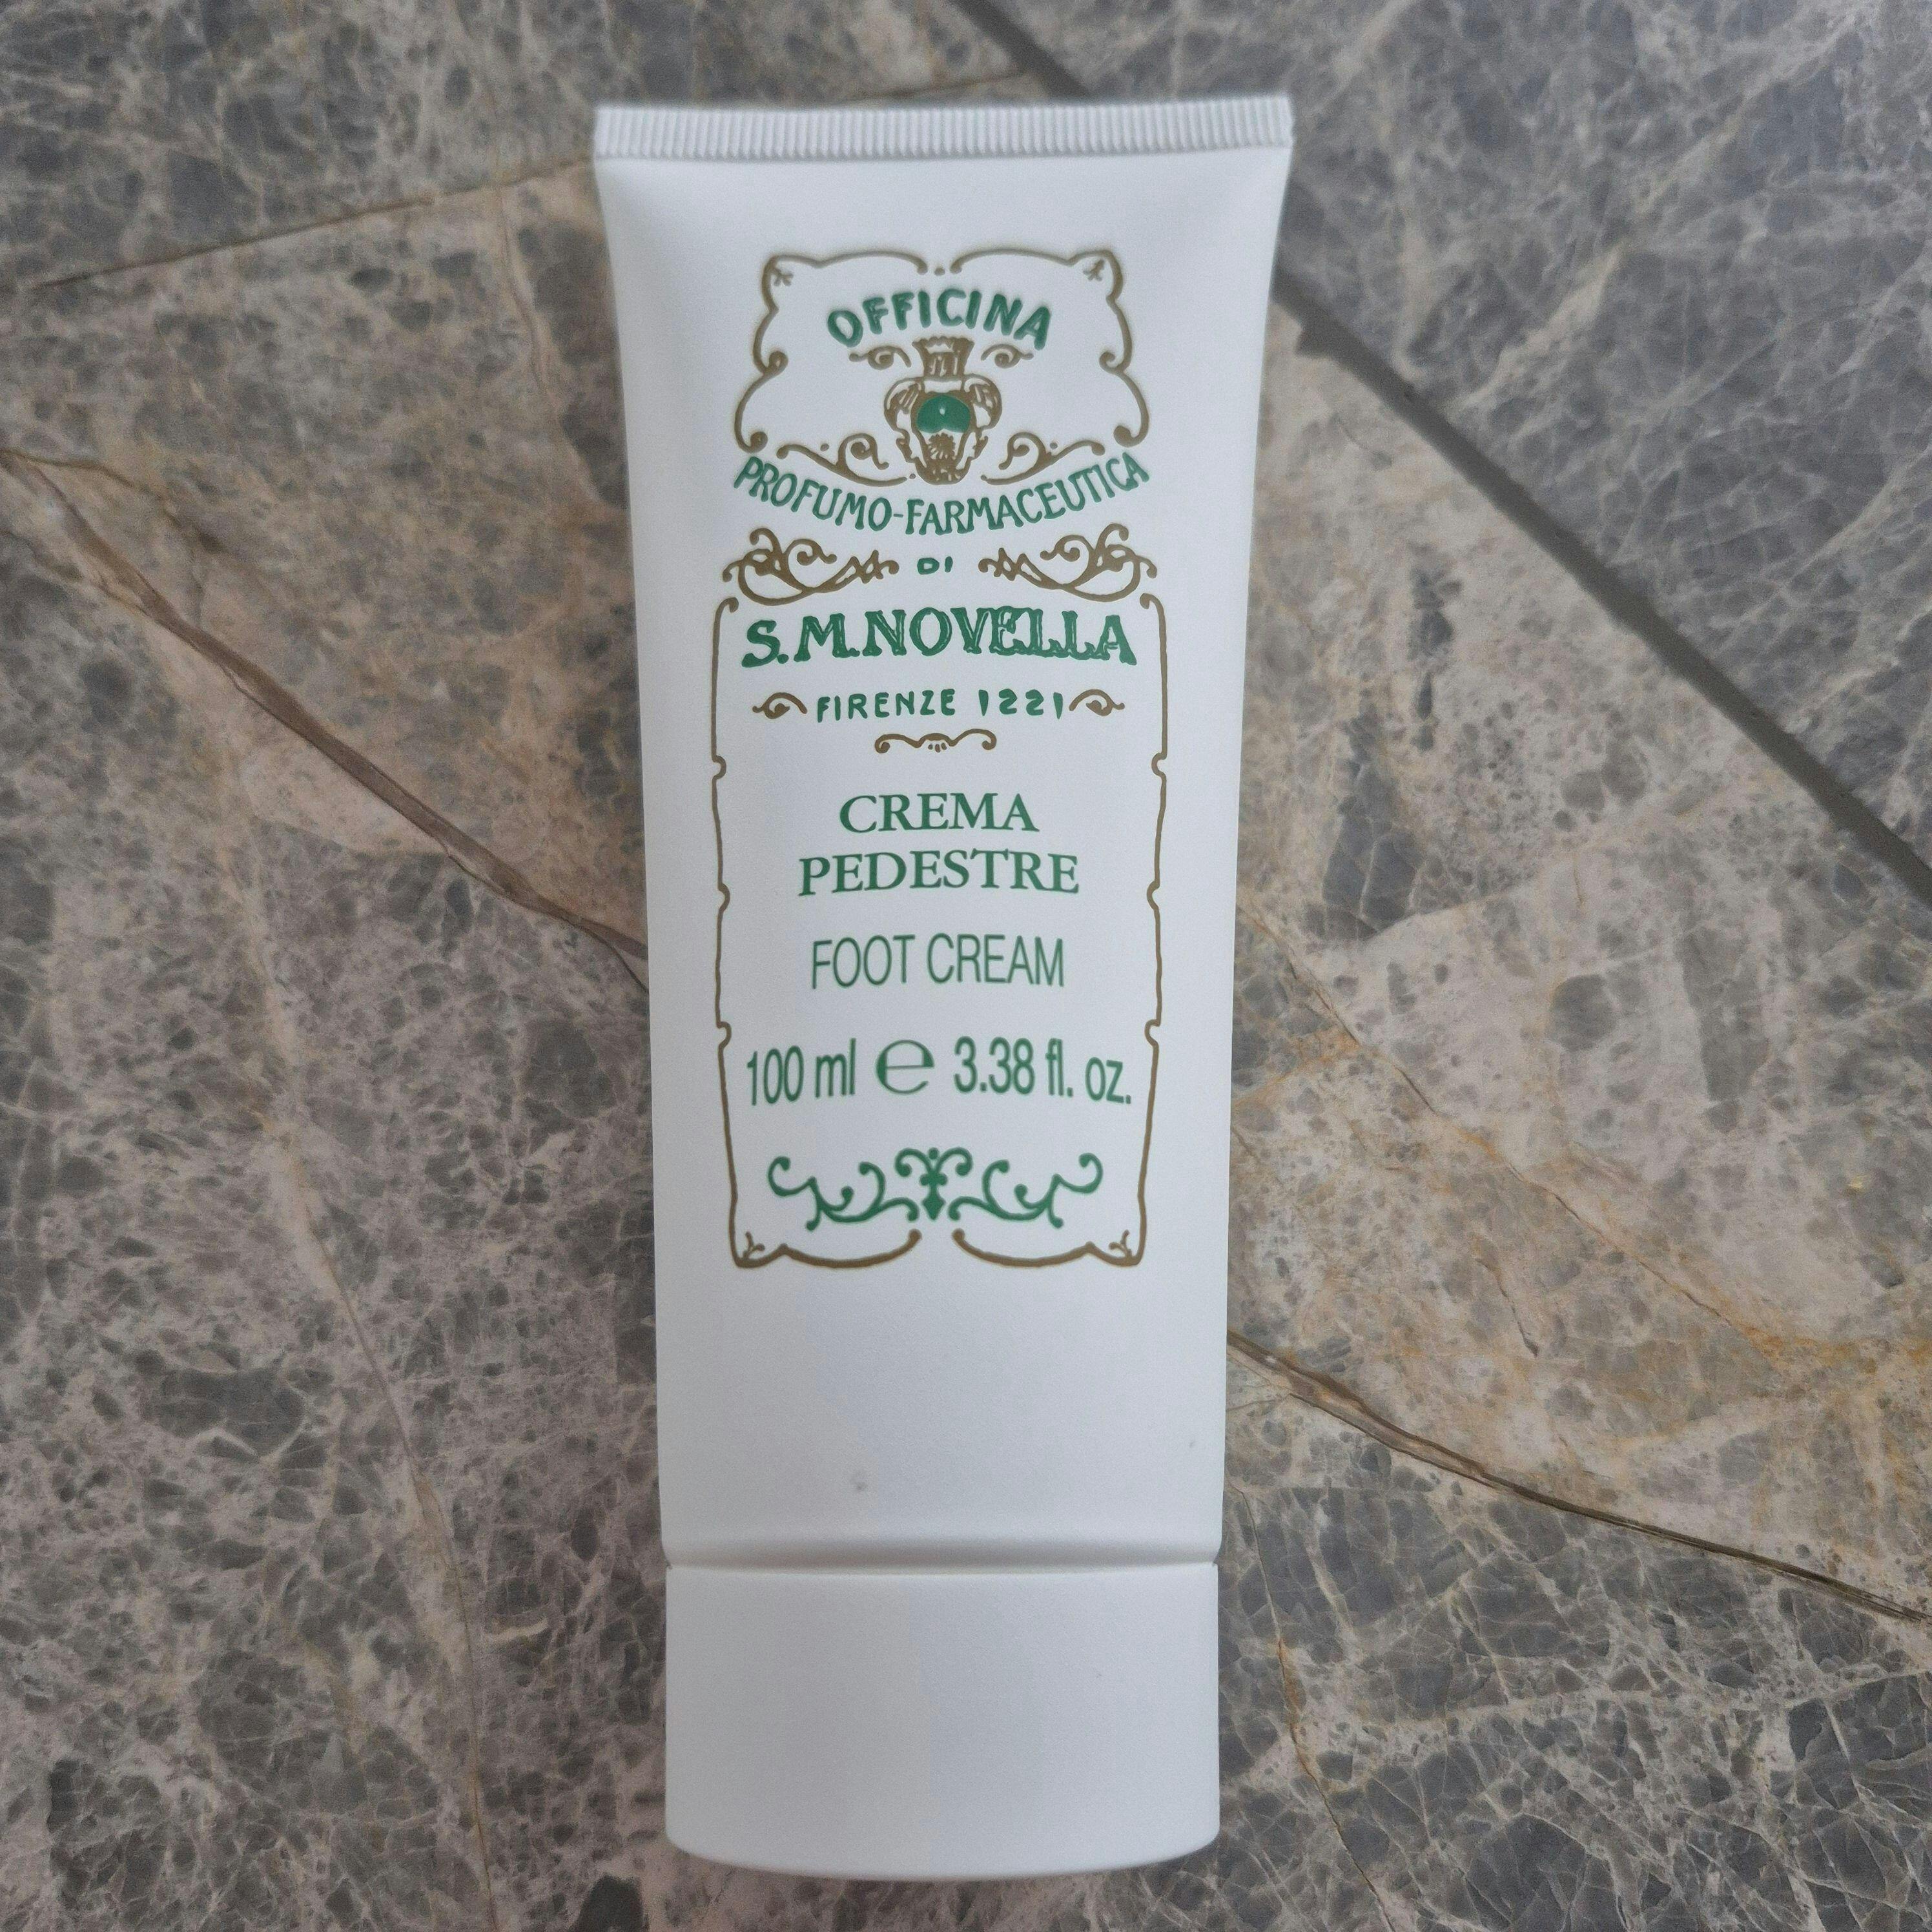 OFFICINA
PROFUMO-FARMACEUTICA
DI
S.M.NOVELLA
FIRENZE 1221
CREMA
PEDESTRE
FOOT CREAM
100 ml ℮ 3.38 fl. oz.